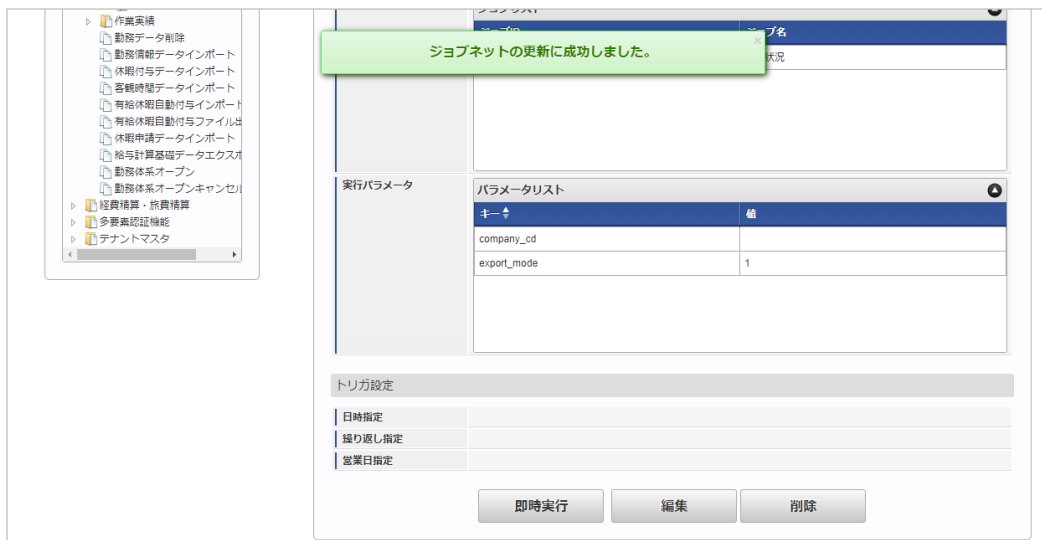 作業実績
勤務データ削除
勤務情報データインポート
休暇付与データインポート
客観時間データインポート
有給休暇自動付与インポート
有給休暇自動付与ファイル出
休暇申請データインポート
給与計算基礎データエクスポ
勤務体系オープン
勤務体系オープンキャンセル
経費精算・旅費精算
多要素認証機能
テナントマスタ
ジョブネットの更新に成功しました。
×
状況
実行パラメータ
パラメータリスト
キー
値
company_cd
export_mode
1
トリガ設定
日時指定
繰り返し指定
営業日指定
即時実行
編集
削除